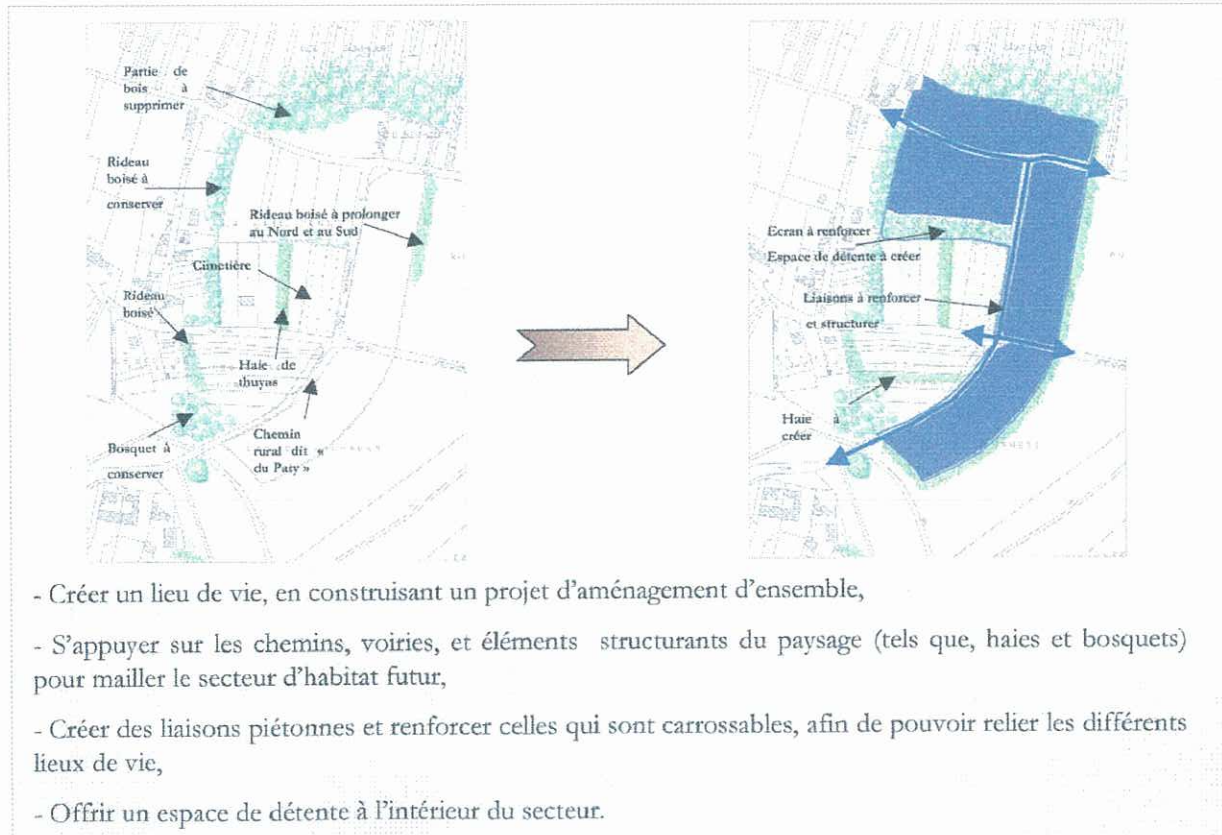 Partie de
bois à
supprimer
Rideau
boisé à
conserver
Rideau boisé à prolonger
au Nord et au Sud
Cimetière
Rideau
boisé
Haie de
thuyas
Bosquet à
conserver
Chemin
rural dit «
du Paty »
Ecran à renforcer
Espace de détente à créer
Liaisons à renforcer
et structurer
Haie à
créer
- Créer un lieu de vie, en construisant un projet d'aménagement d'ensemble,
- S'appuyer sur les chemins, voiries, et éléments structurants du paysage (tels que, haies et bosquets)
pour mailler le secteur d'habitat futur,
- Créer des liaisons piétonnes et renforcer celles qui sont carrossables, afin de pouvoir relier les différents
lieux de vie,
- Offrir un espace de détente à l'intérieur du secteur.